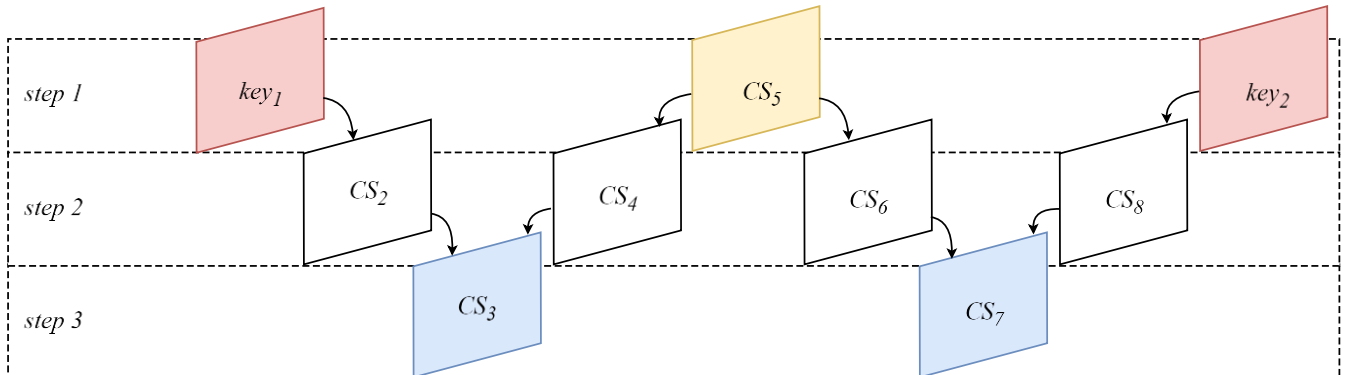 step 1
key1
CS5
key2
step 2
CS2
CS4
CS6
CS8
step 3
CS3
CS7